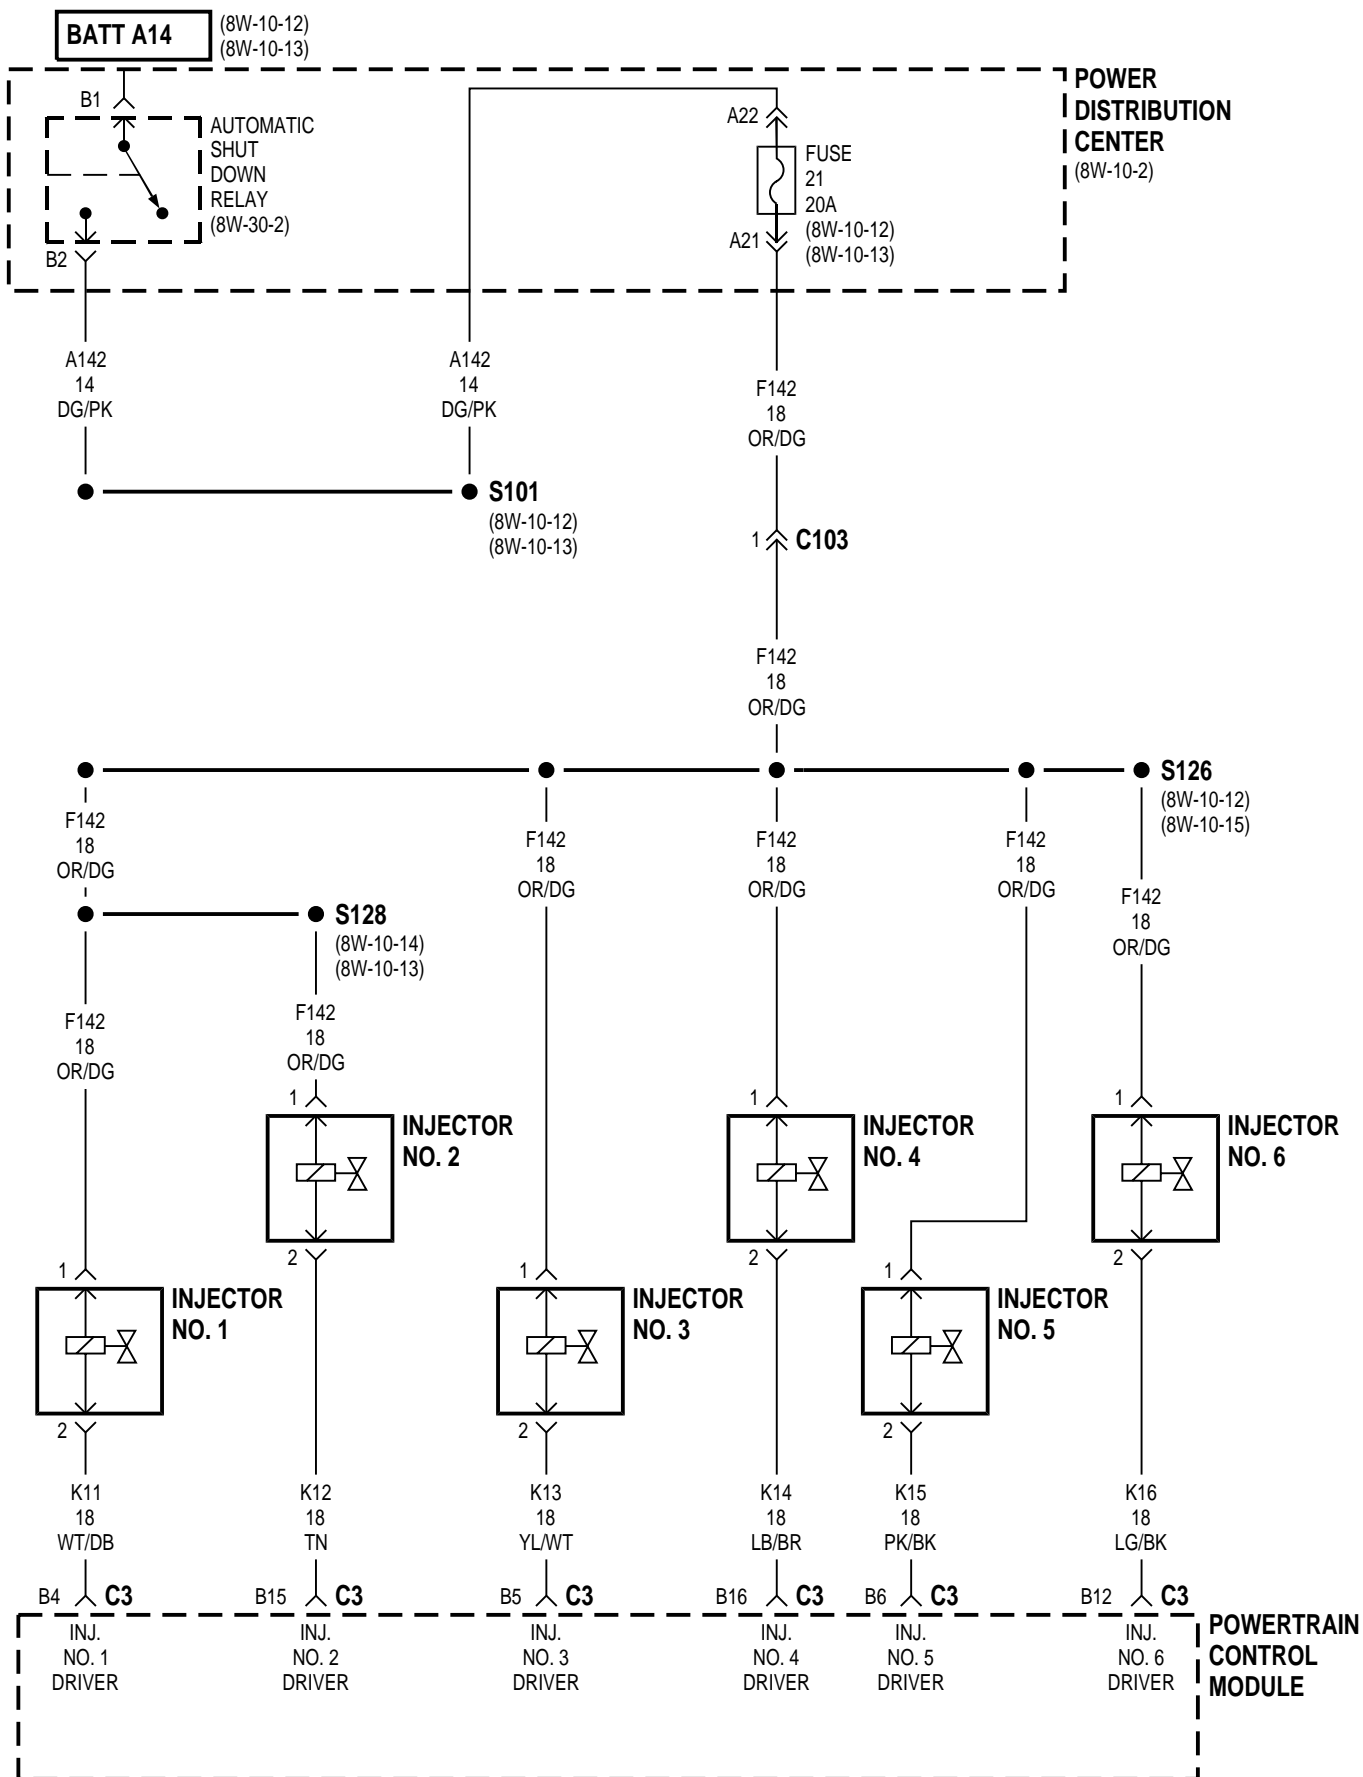 BATT A14
(8W-10-12)
(8W-10-13)
POWER
DISTRIBUTION
CENTER
(8W-10-2)
B1
AUTOMATIC
SHUT
DOWN
RELAY
(8W-30-2)
B2
A22
FUSE
21
20A
(8W-10-12)
(8W-10-13)
A21
A142
14
DG/PK
A142
14
DG/PK
F142
18
OR/DG
S101
(8W-10-12)
(8W-10-13)
1
C103
F142
18
OR/DG
S126
(8W-10-12)
(8W-10-15)
F142
18
OR/DG
F142
18
OR/DG
F142
18
OR/DG
F142
18
OR/DG
F142
18
OR/DG
S128
(8W-10-14)
(8W-10-13)
F142
18
OR/DG
F142
18
OR/DG
1
INJECTOR
NO. 2
2
1
INJECTOR
NO. 4
2
1
INJECTOR
NO. 6
2
1
INJECTOR
NO. 1
2
1
INJECTOR
NO. 3
2
1
INJECTOR
NO. 5
2
K11
18
WT/DB
K12
18
TN
K13
18
YL/WT
K14
18
LB/BR
K15
18
PK/BK
K16
18
LG/BK
B4
C3
B15
C3
B5
C3
B16
C3
B6
C3
B12
C3
INJ.
NO. 1
DRIVER
INJ.
NO. 2
DRIVER
INJ.
NO. 3
DRIVER
INJ.
NO. 4
DRIVER
INJ.
NO. 5
DRIVER
INJ.
NO. 6
DRIVER
POWERTRAIN
CONTROL
MODULE